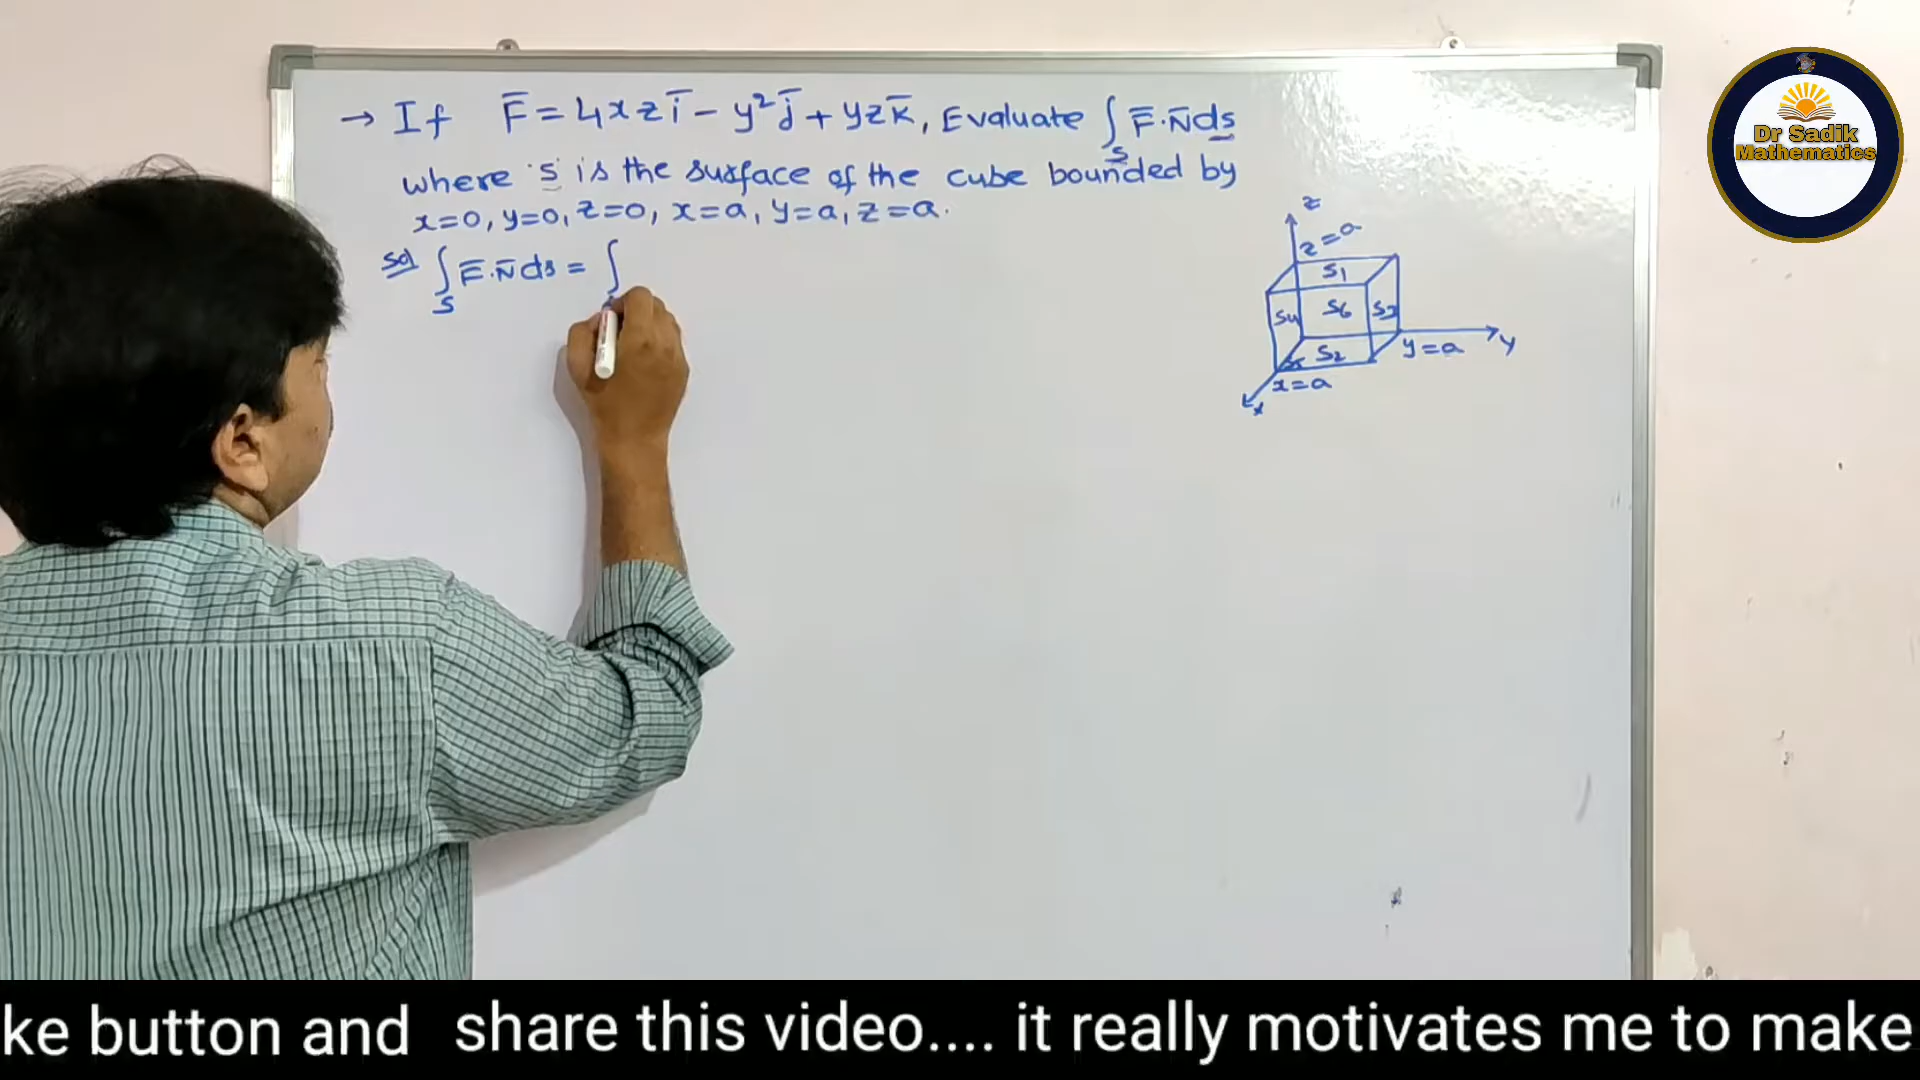 → If F̅ = 4xz i̅ - y² j̅ + yz k̅, Evaluate ∫_S F̅.N̅ ds
where 's' is the surface of the cube bounded by
x=0, y=0, z=0, x=a, y=a, z=a.
Sol ∫_S F̅.N̅ ds = ∫
z
z=a
S1
S4 S6 S3
S2
y=a
y
x=a
x
Dr Sadik
Mathematics
ke button and share this video.... it really motivates me to make